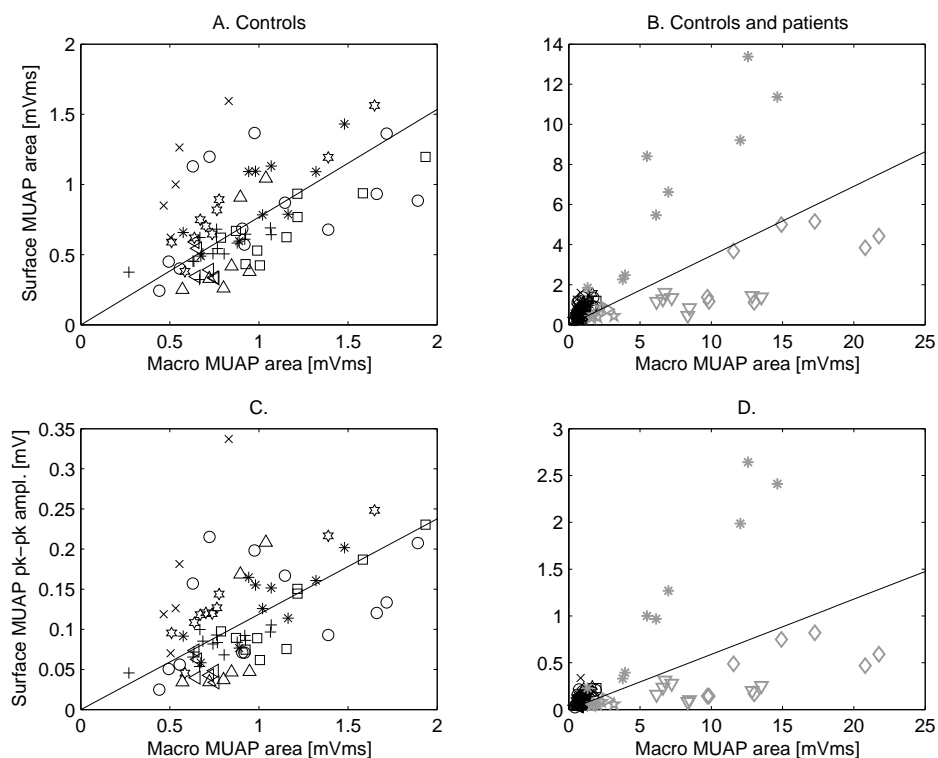 A. Controls
2
1.5
1
0.5
0
Surface MUAP area [mVms]
0 0.5 1 1.5 2
Macro MUAP area [mVms]
B. Controls and patients
14
12
10
8
6
4
2
0
0 5 10 15 20 25
Macro MUAP area [mVms]
C.
0.35
0.3
0.25
0.2
0.15
0.1
0.05
0
Surface MUAP pk−pk ampl. [mV]
0 0.5 1 1.5 2
Macro MUAP area [mVms]
D.
3
2.5
2
1.5
1
0.5
0
0 5 10 15 20 25
Macro MUAP area [mVms]